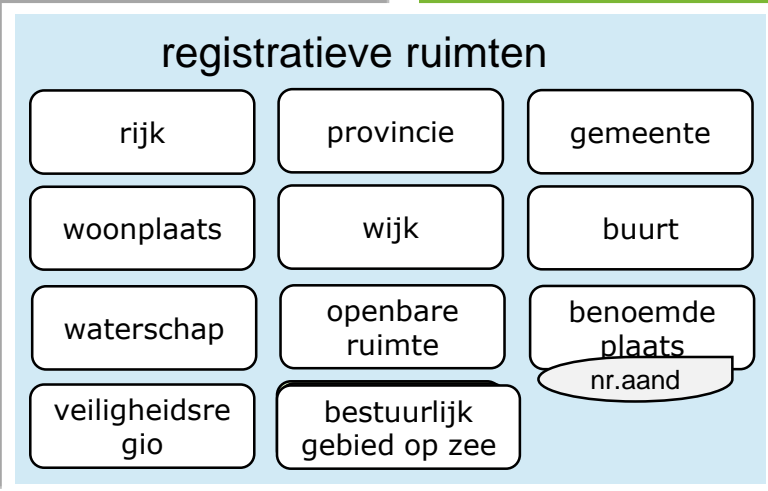 registratieve ruimten
rijk
provincie
gemeente
woonplaats
wijk
buurt
waterschap
openbare
ruimte
benoemde
plaats
nr.aand
veiligheidsre
gio
bestuurlijk
gebied op zee